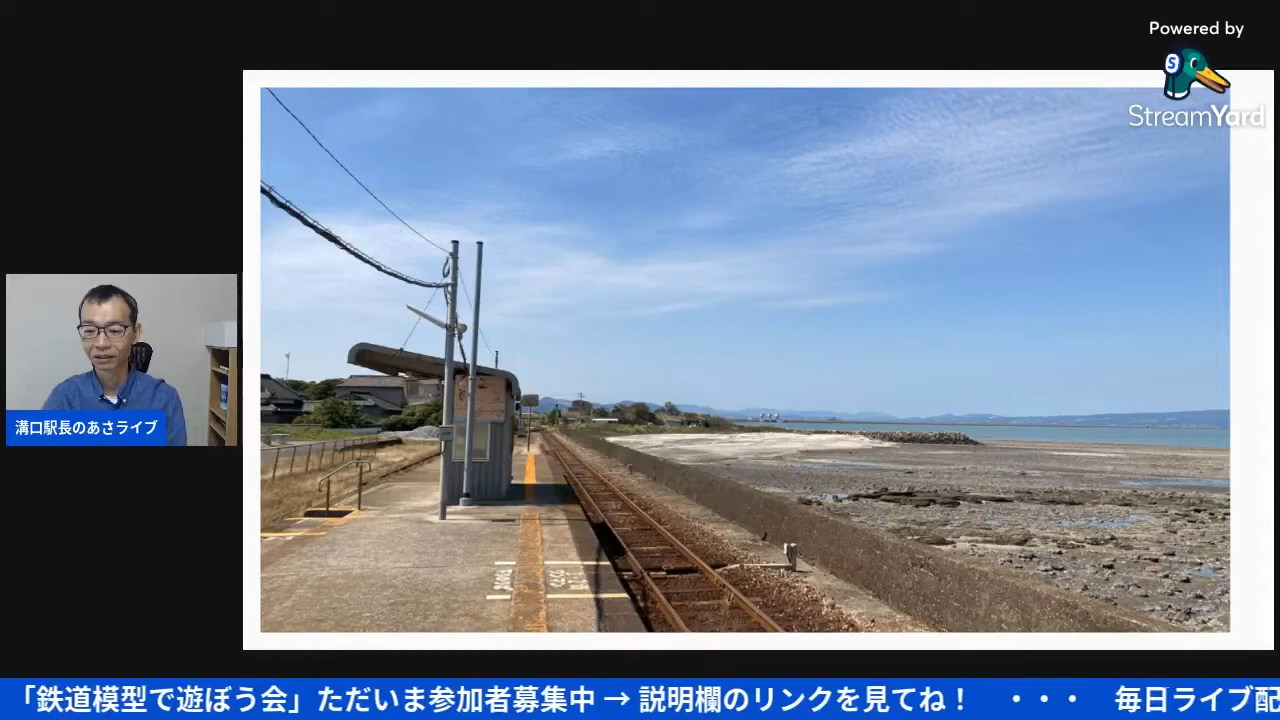 Powered by
S
StreamYard
溝口駅長のあさライブ
「鉄道模型で遊ぼう会」ただいま参加者募集中 → 説明欄のリンクを見てね！ ・・・ 毎日ライブ配